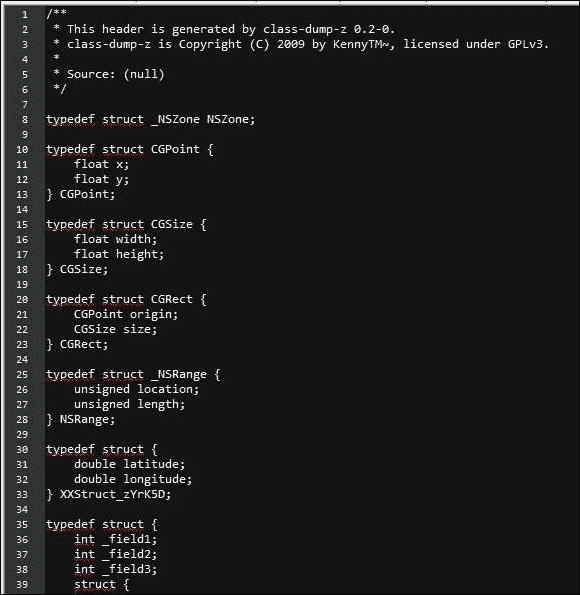 1 /**
2  * This header is generated by class-dump-z 0.2-0.
3  * class-dump-z is Copyright (C) 2009 by KennyTM~, licensed under GPLv3.
4  *
5  * Source: (null)
6  */
7
8 typedef struct _NSZone NSZone;
9
10 typedef struct CGPoint {
11     float x;
12     float y;
13 } CGPoint;
14
15 typedef struct CGSize {
16     float width;
17     float height;
18 } CGSize;
19
20 typedef struct CGRect {
21     CGPoint origin;
22     CGSize size;
23 } CGRect;
24
25 typedef struct _NSRange {
26     unsigned location;
27     unsigned length;
28 } NSRange;
29
30 typedef struct {
31     double latitude;
32     double longitude;
33 } XXStruct_zYrK5D;
34
35 typedef struct {
36     int _field1;
37     int _field2;
38     int _field3;
39     struct {